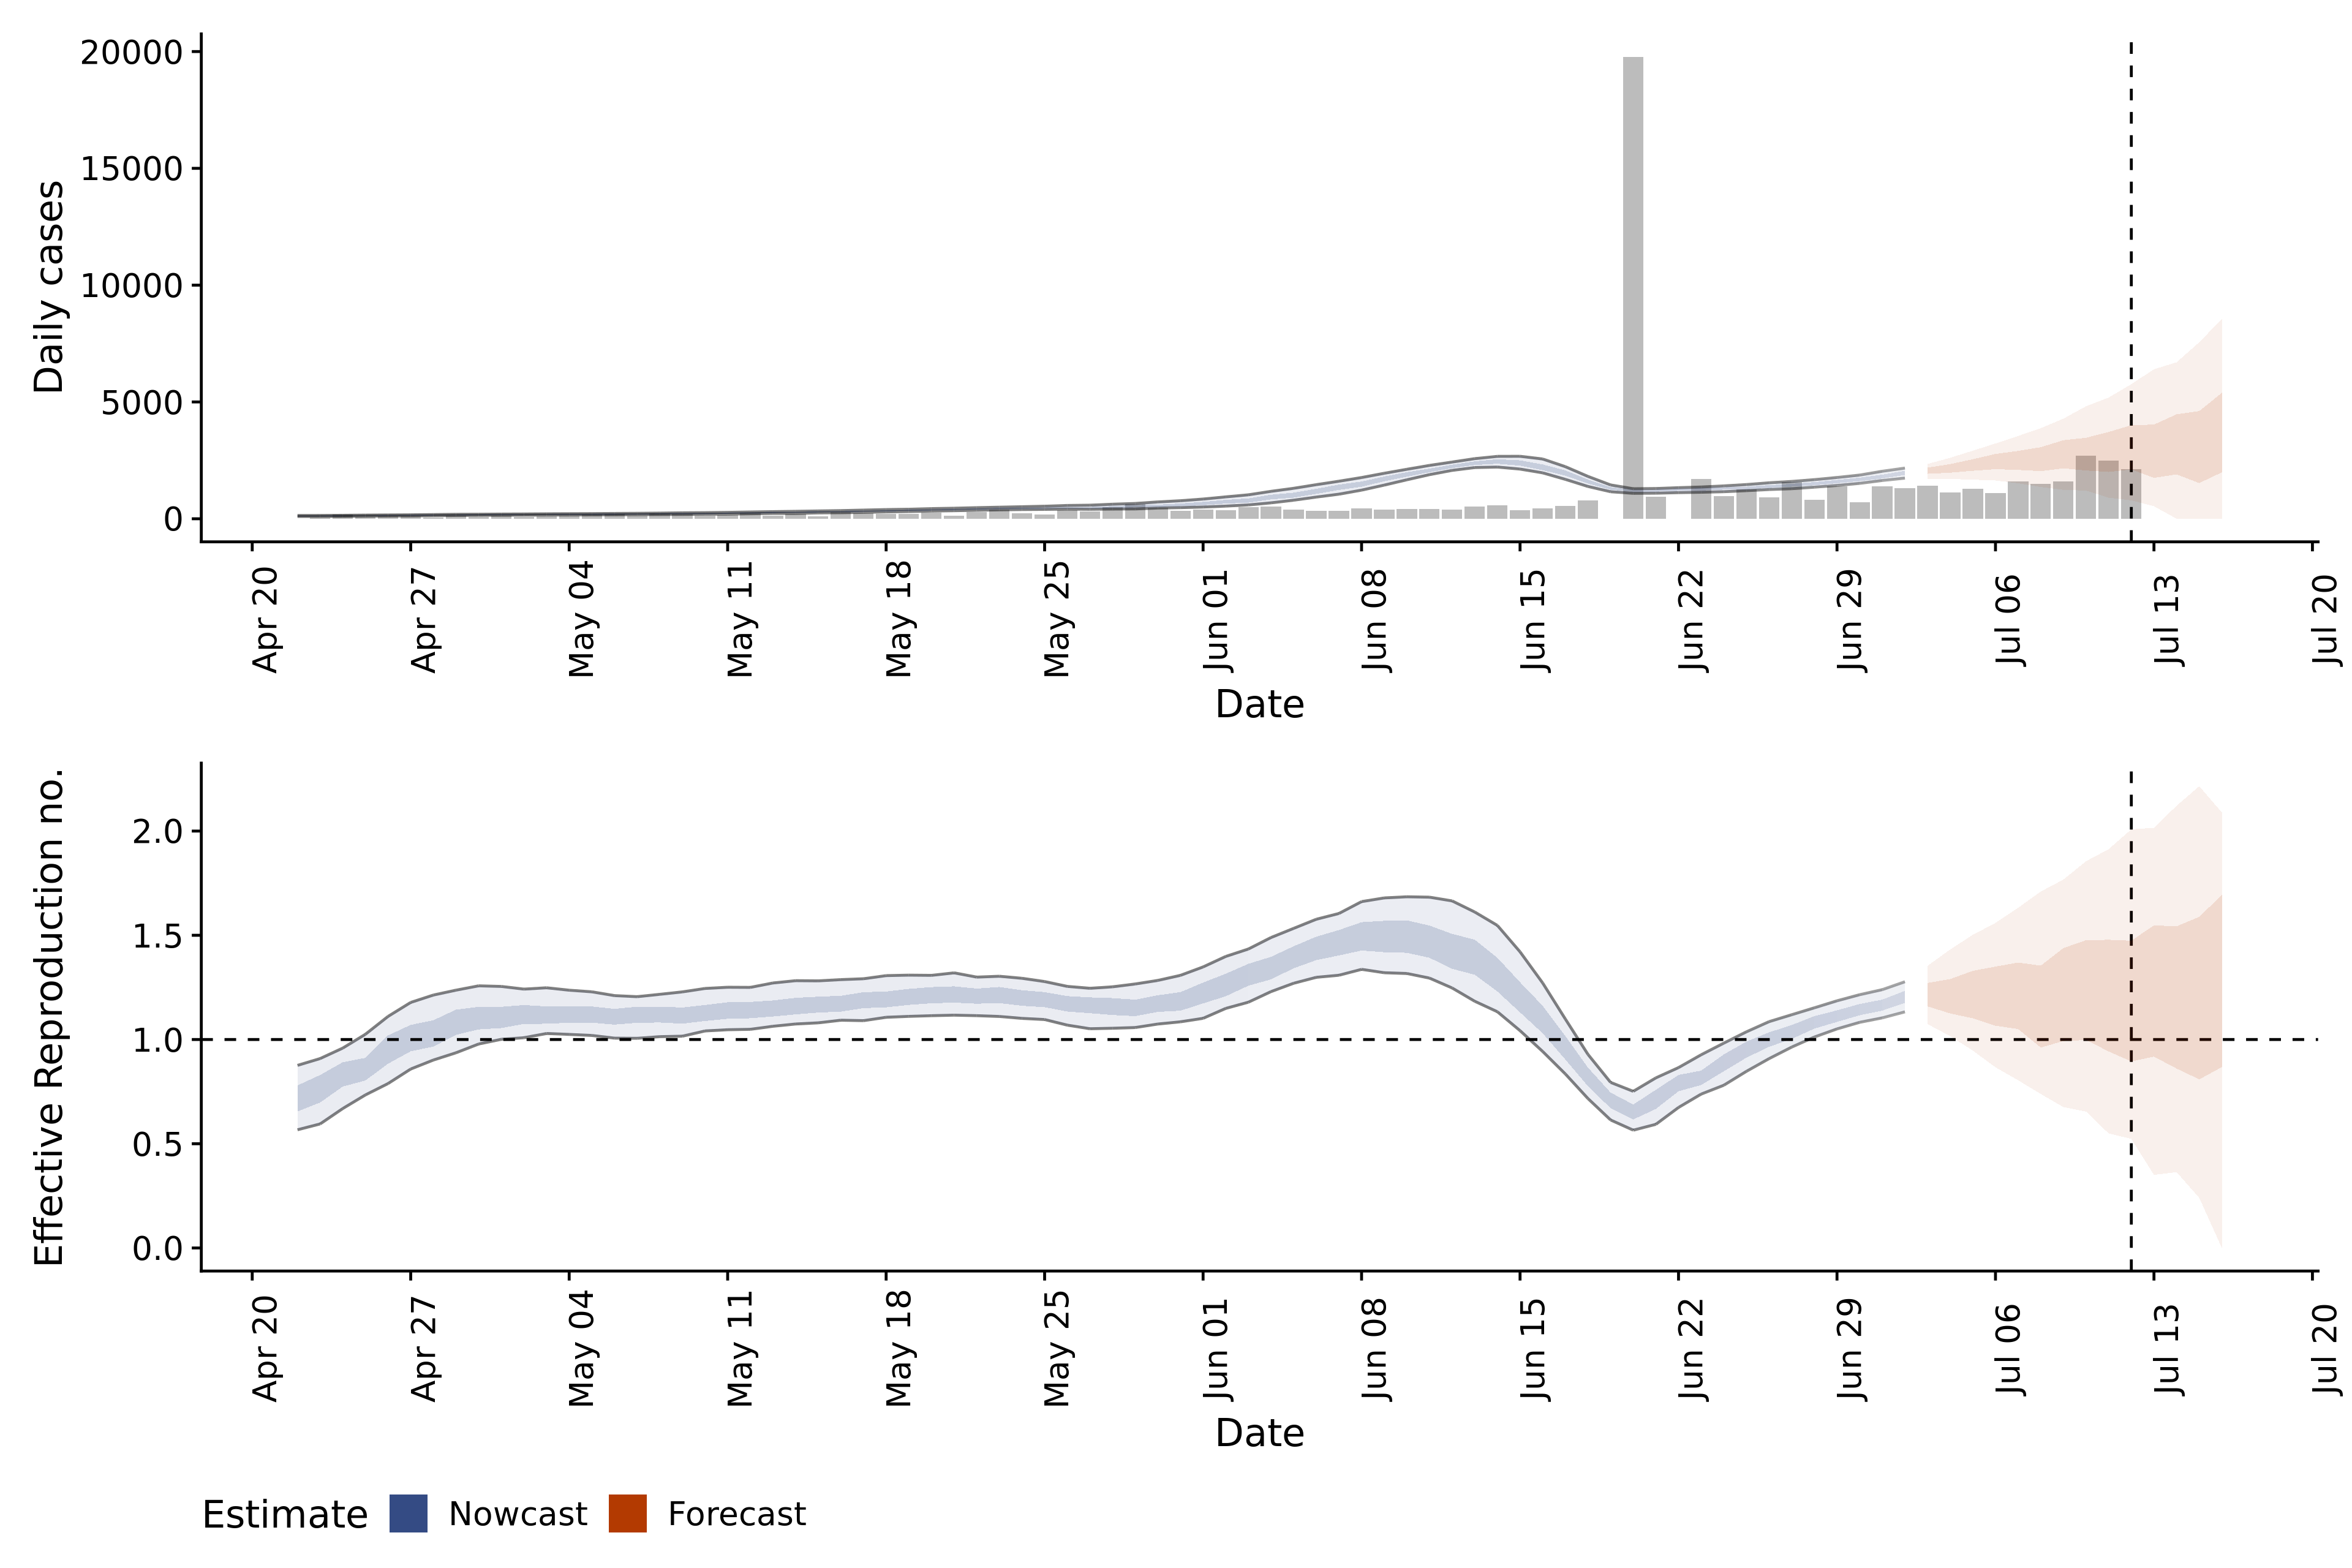 Daily cases
20000
15000
10000
5000
0
Apr 20
Apr 27
May 04
May 11
May 18
May 25
Jun 01
Jun 08
Jun 15
Jun 22
Jun 29
Jul 06
Jul 13
Jul 20
Date
Effective Reproduction no.
2.0
1.5
1.0
0.5
0.0
Apr 20
Apr 27
May 04
May 11
May 18
May 25
Jun 01
Jun 08
Jun 15
Jun 22
Jun 29
Jul 06
Jul 13
Jul 20
Date
Estimate Nowcast Forecast